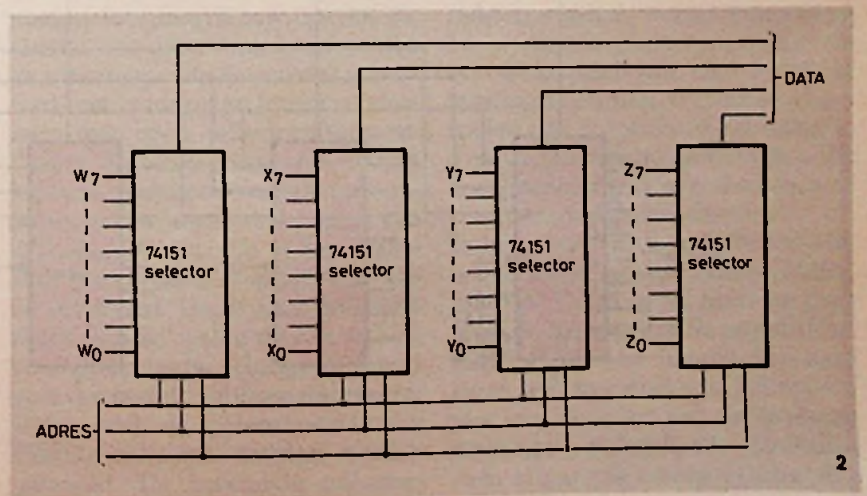 DATA
W7
X7
Y7
Z7
74151
selector
74151
selector
74151
selector
74151
selector
W0
X0
Y0
Z0
ADRES
2